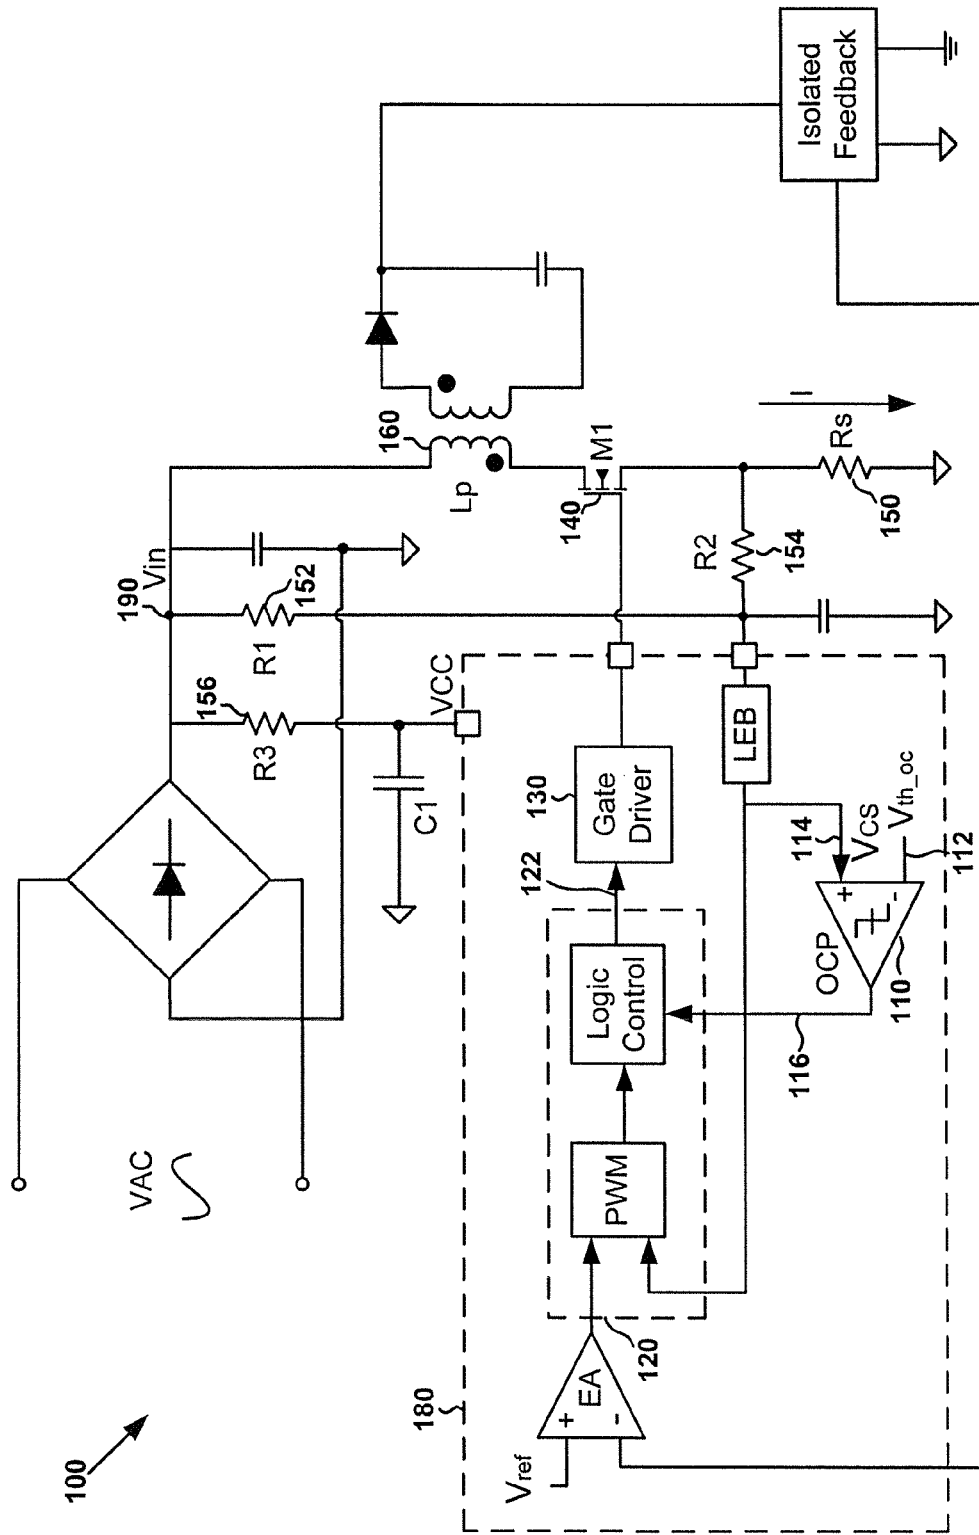 100
VAC
190
Vin
156
R3
R1
152
C1
VCC
160
Lp
140
M1
R2
154
I
Rs
150
Isolated
Feedback
180
Vref
+
-
EA
120
PWM
Logic
Control
122
130
Gate
Driver
LEB
114
VCS
Vth_oc
112
+
-
OCP
110
116